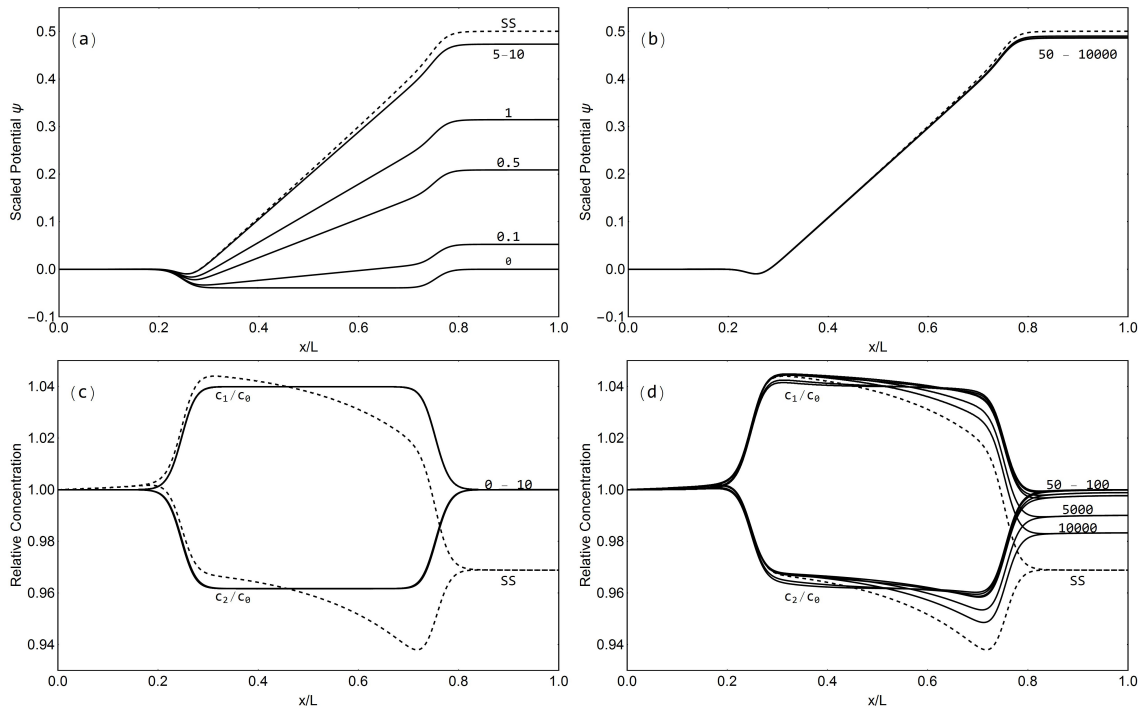 (a)
SS
5-10
1
0.5
0.1
0
0.5
0.4
0.3
0.2
0.1
0.0
-0.1
Scaled Potential ψ
0.0 0.2 0.4 0.6 0.8 1.0
x/L
(b)
50 - 10000
0.5
0.4
0.3
0.2
0.1
0.0
-0.1
Scaled Potential ψ
0.0 0.2 0.4 0.6 0.8 1.0
x/L
(c)
c₁/c₀
0 - 10
SS
c₂/c₀
1.04
1.02
1.00
0.98
0.96
0.94
Relative Concentration
0.0 0.2 0.4 0.6 0.8 1.0
x/L
(d)
c₁/c₀
50 - 100
5000
10000
SS
c₂/c₀
1.04
1.02
1.00
0.98
0.96
0.94
Relative Concentration
0.0 0.2 0.4 0.6 0.8 1.0
x/L